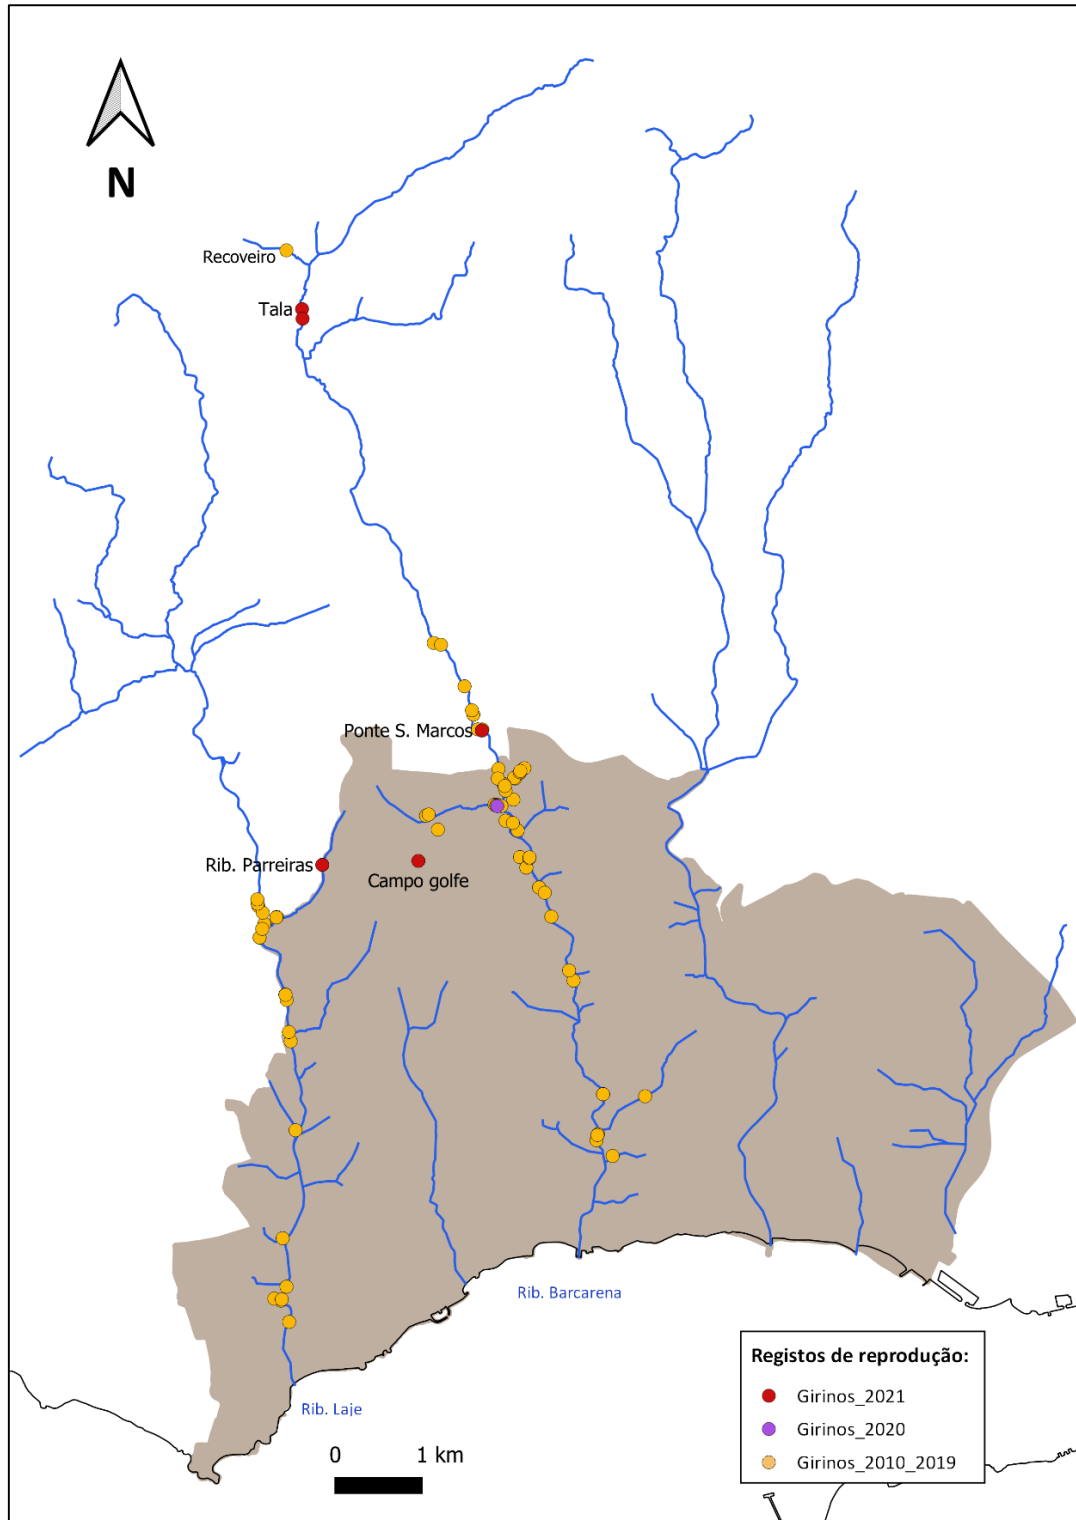 N
Recoveiro
Tala
Ponte S. Marcos
Rib. Parreiras
Campo golfe
Rib. Barcarena
Rib. Laje
0 1 km
Registos de reprodução:
Girinos_2021
Girinos_2020
Girinos_2010_2019